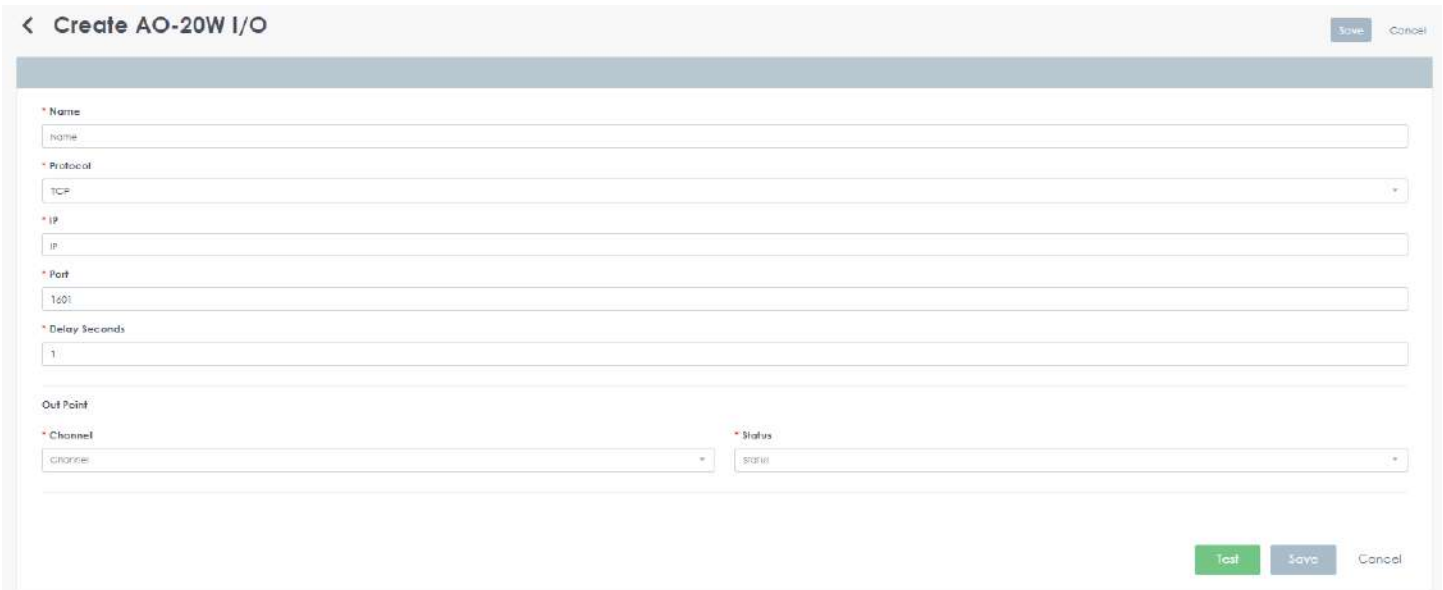 Create AO-20W I/O
Save Cancel
* Name
Name
* Protocol
TCP
* IP
IP
* Port
1601
* Delay Seconds
1
Out Point
* Channel * Status
Channel Status
Test Save Cancel